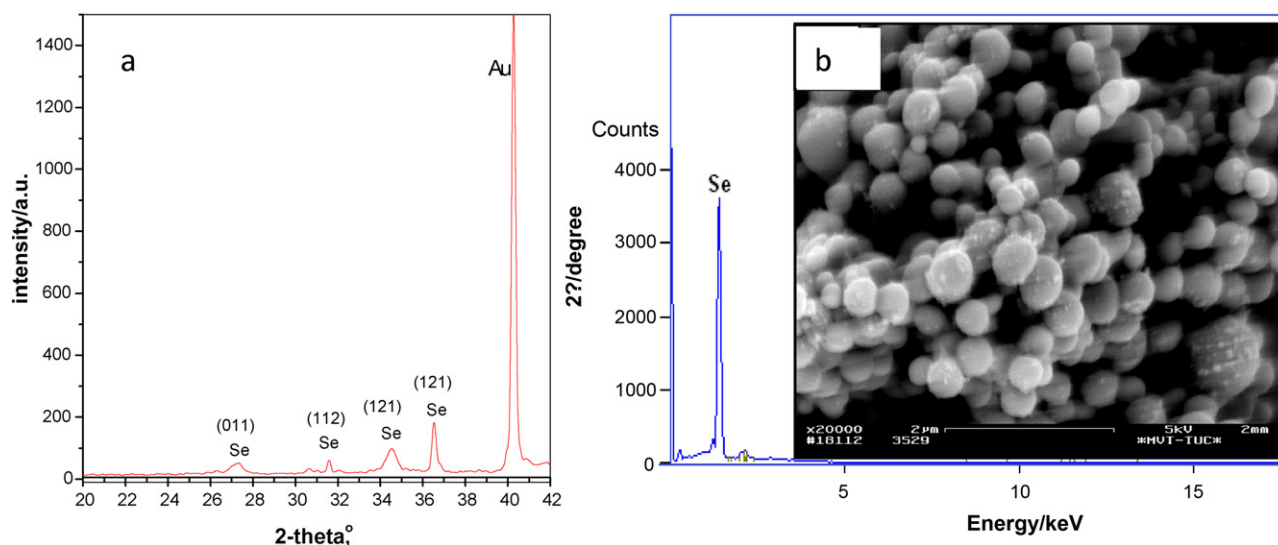 a
1400
1200
1000
800
600
400
200
0
intensity/a.u.
Au
(011)
Se
(112)
Se
(121)
Se
(121)
Se
20 22 24 26 28 30 32 34 36 38 40 42
2-theta,°
b
Counts
4000
3000
2000
1000
0
2?/degree
Se
x20000 2µm 5kV 2mm
#18112 3529 *MVT-TUC*
5 10 15
Energy/keV